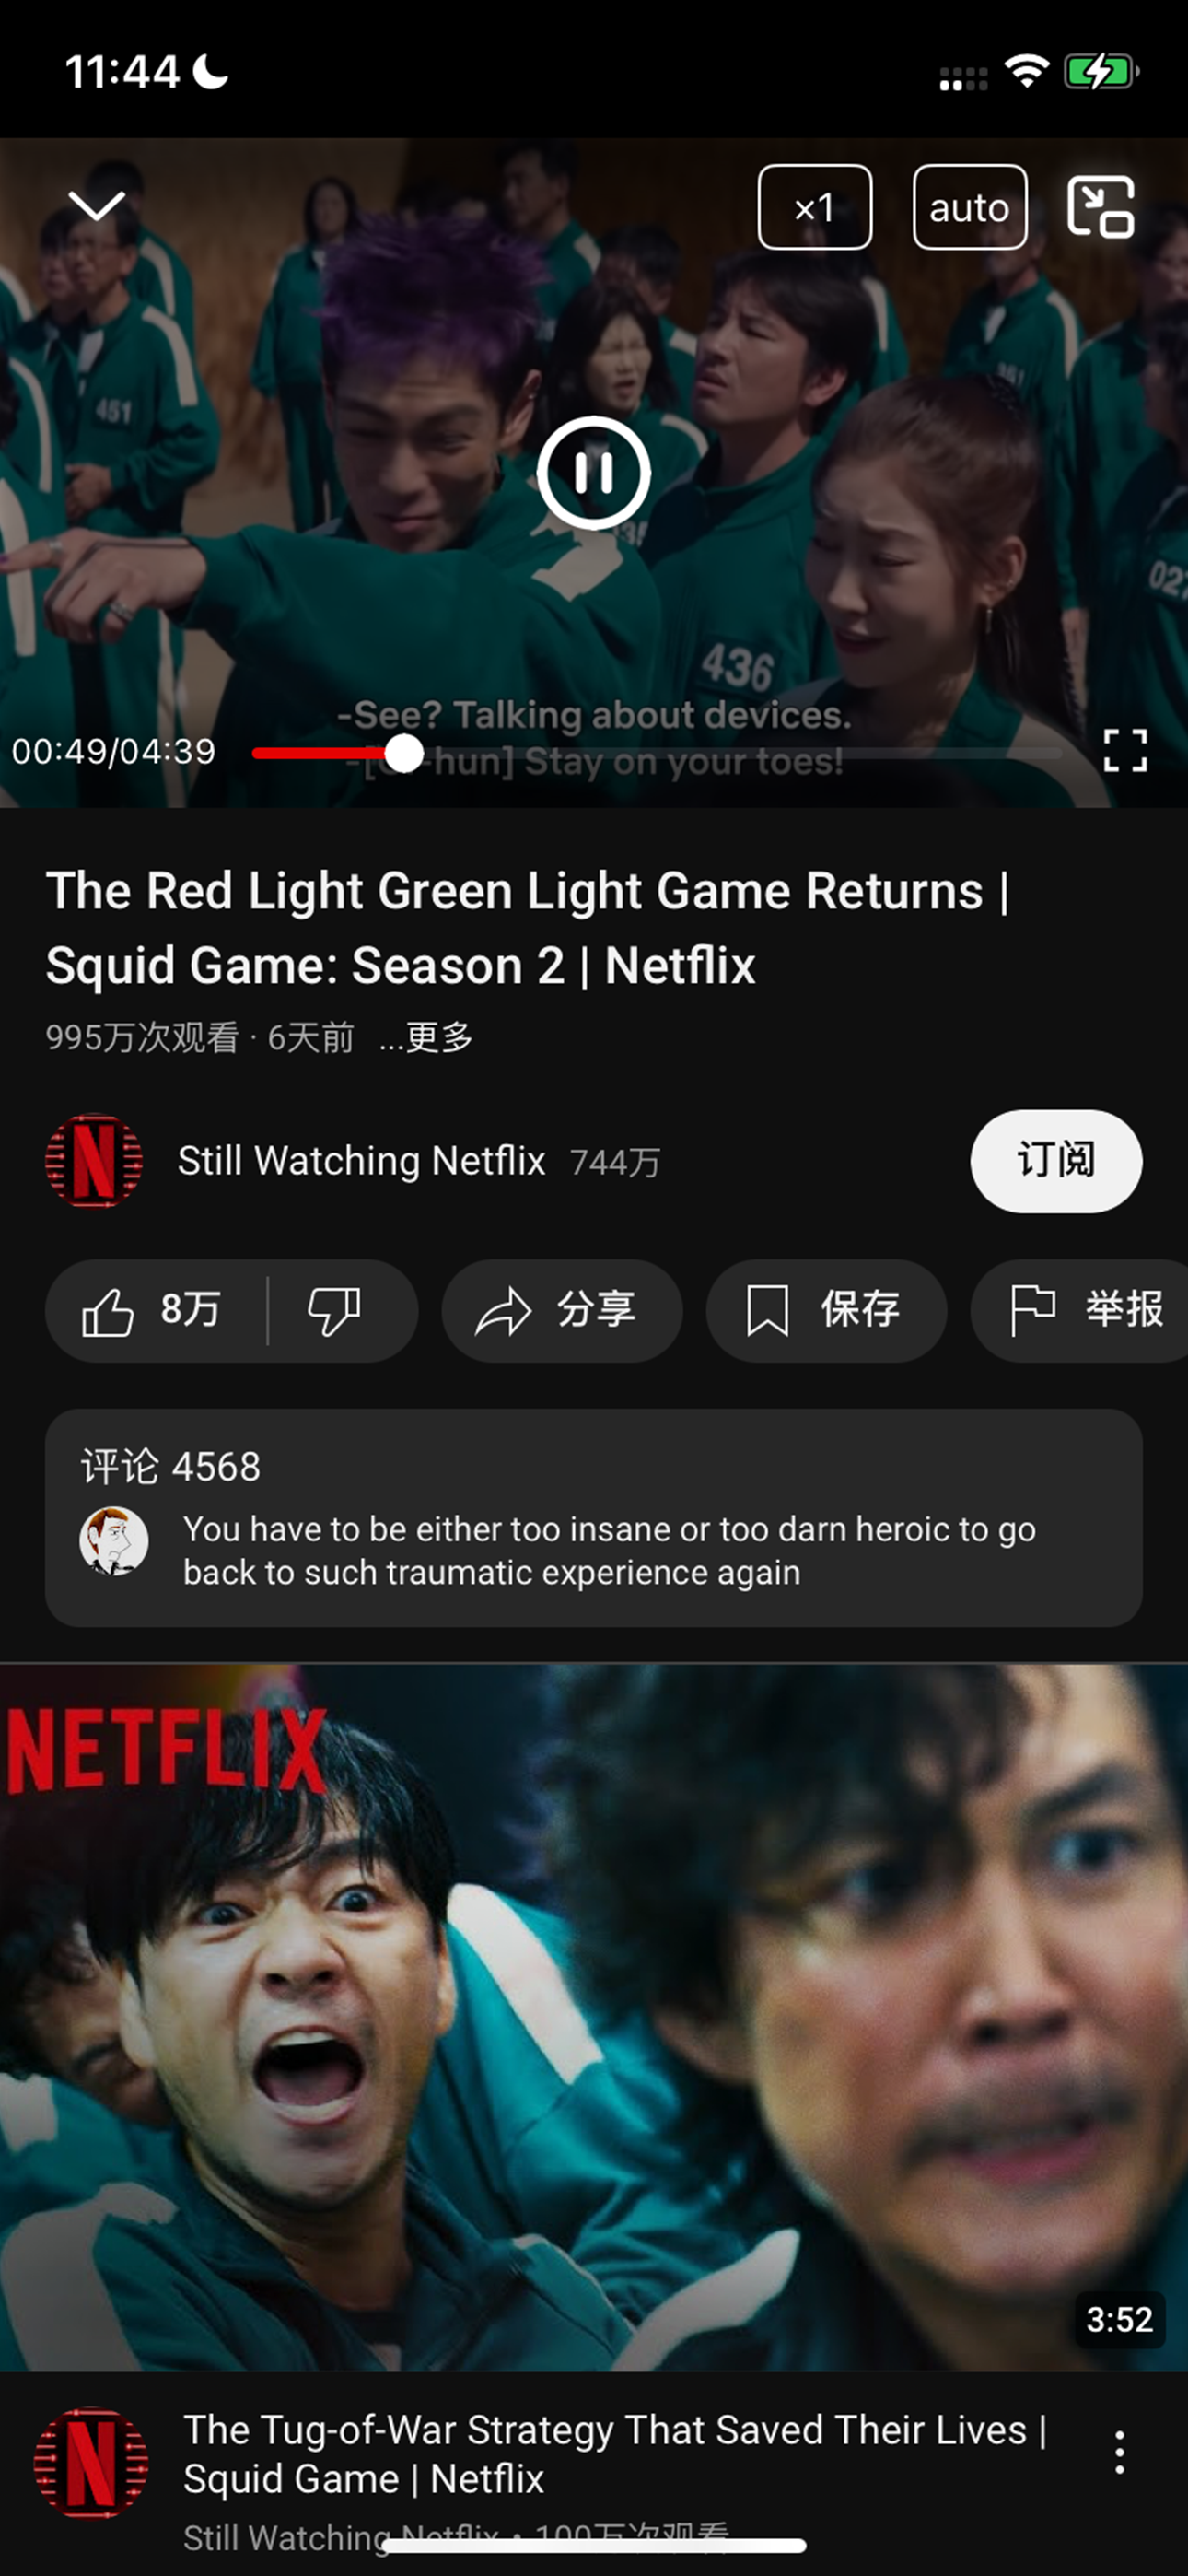 11:44
×1
auto
451
361
436
027
-See? Talking about devices.
-hun] Stay on your toes!
00:49/04:39
The Red Light Green Light Game Returns |
Squid Game: Season 2 | Netflix
995万次观看 · 6天前 ...更多
Still Watching Netflix 744万
订阅
8万
分享
保存
举报
评论 4568
You have to be either too insane or too darn heroic to go
back to such traumatic experience again
NETFLIX
3:52
The Tug-of-War Strategy That Saved Their Lives |
Squid Game | Netflix
Still Watching Netflix • 100万次观看